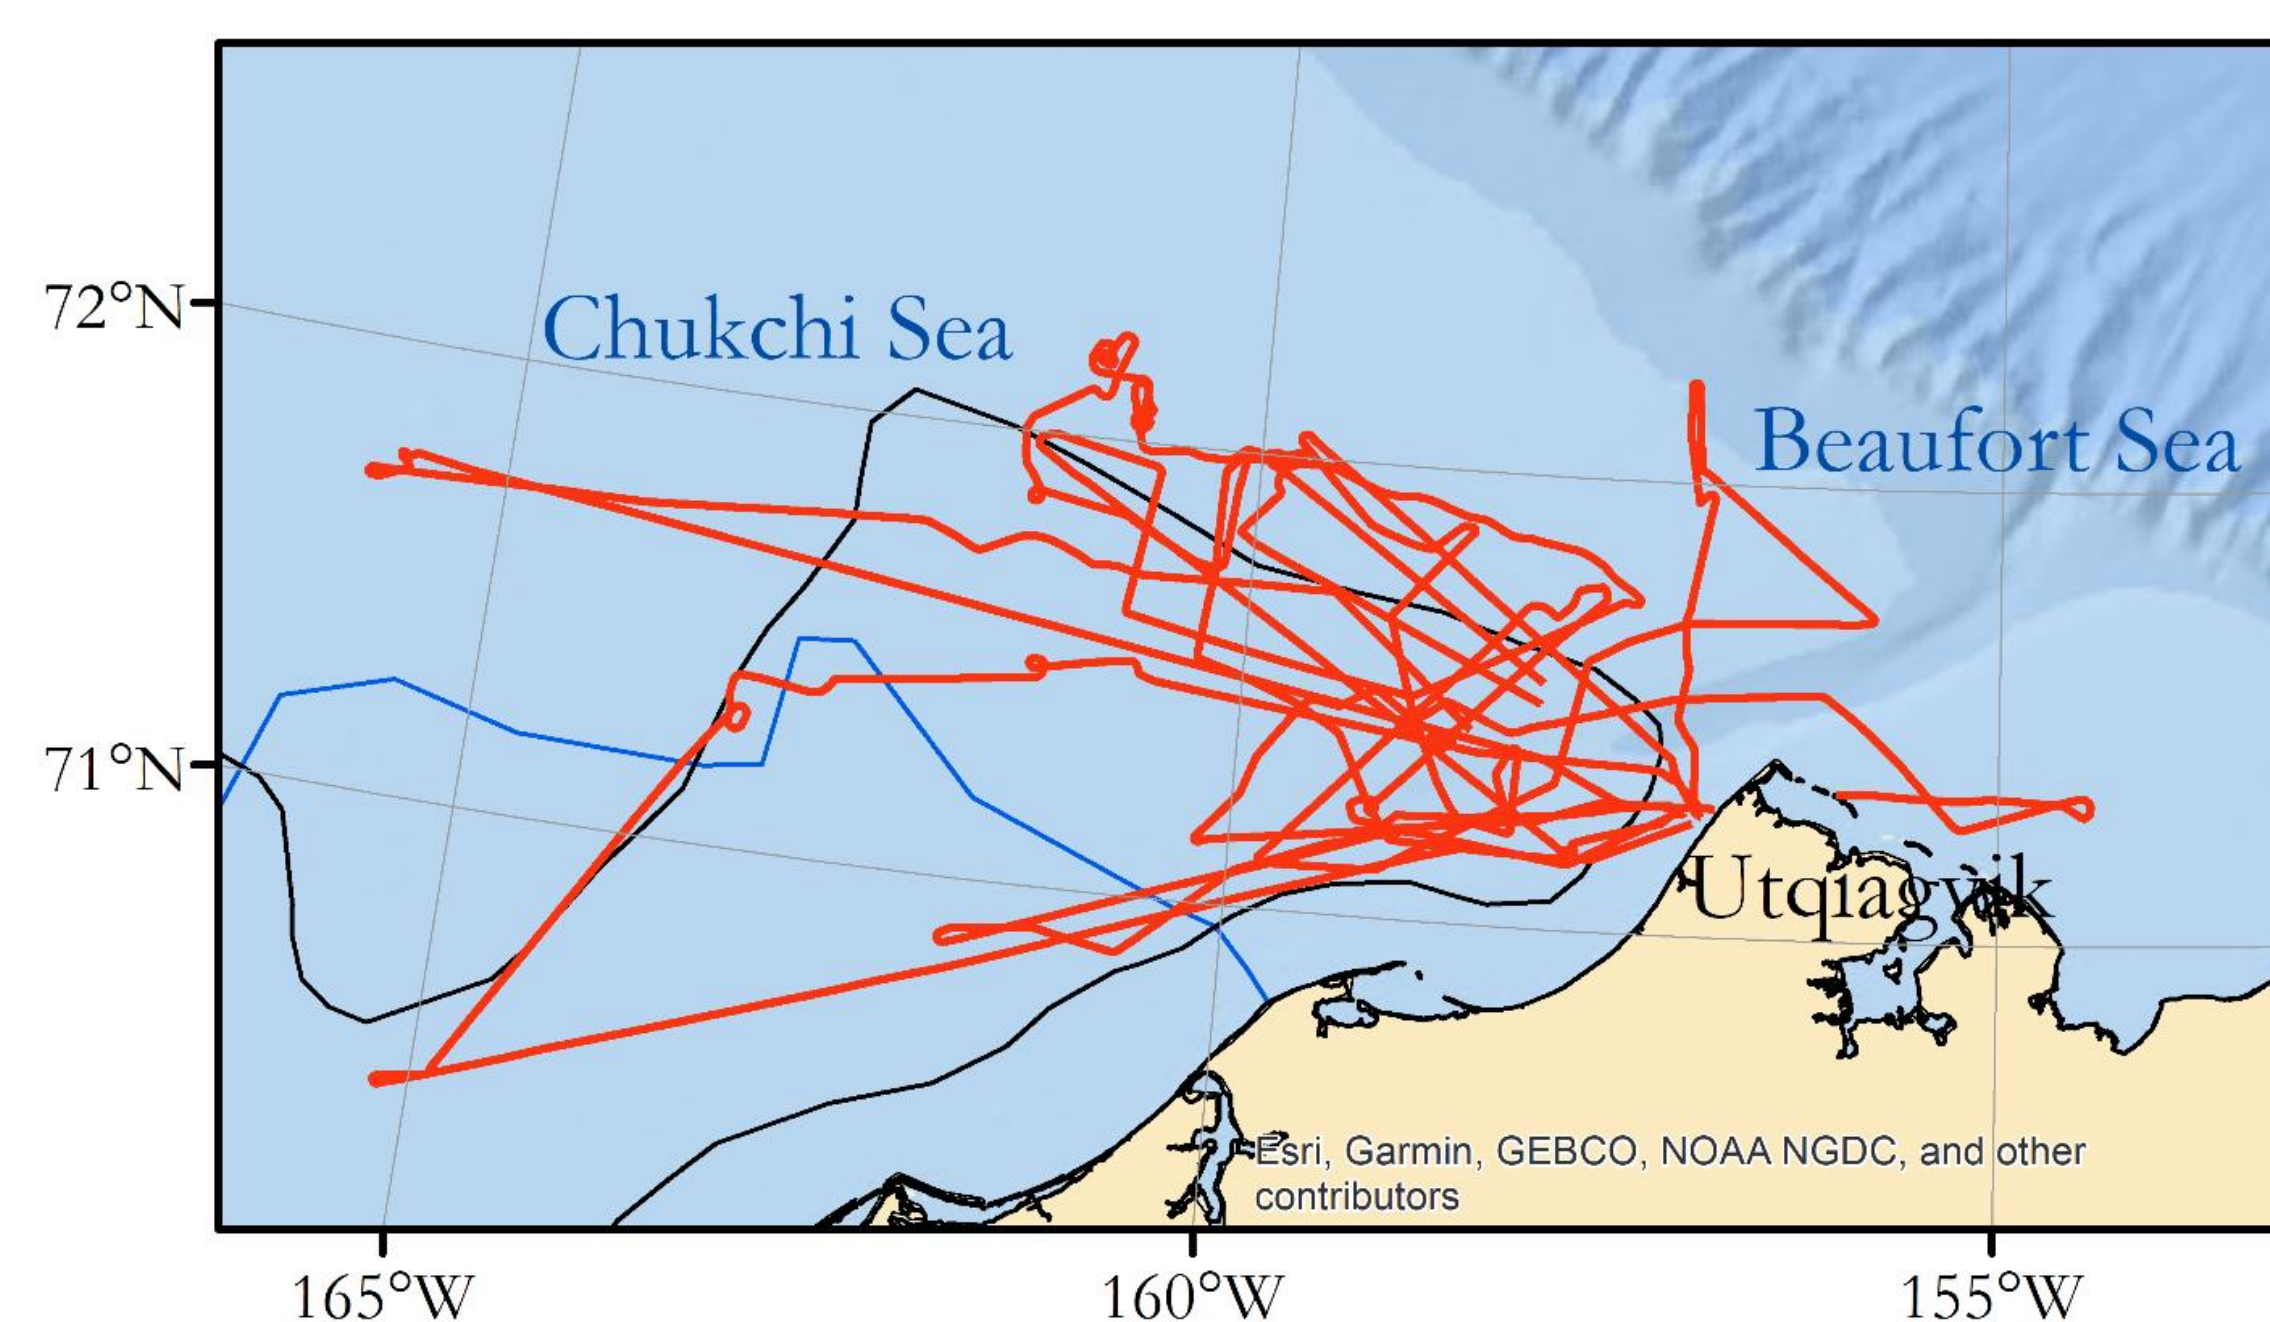 72°N
Chukchi Sea
Beaufort Sea
71°N
Utqiagvik
Esri, Garmin, GEBCO, NOAA NGDC, and other
contributors
165°W
160°W
155°W